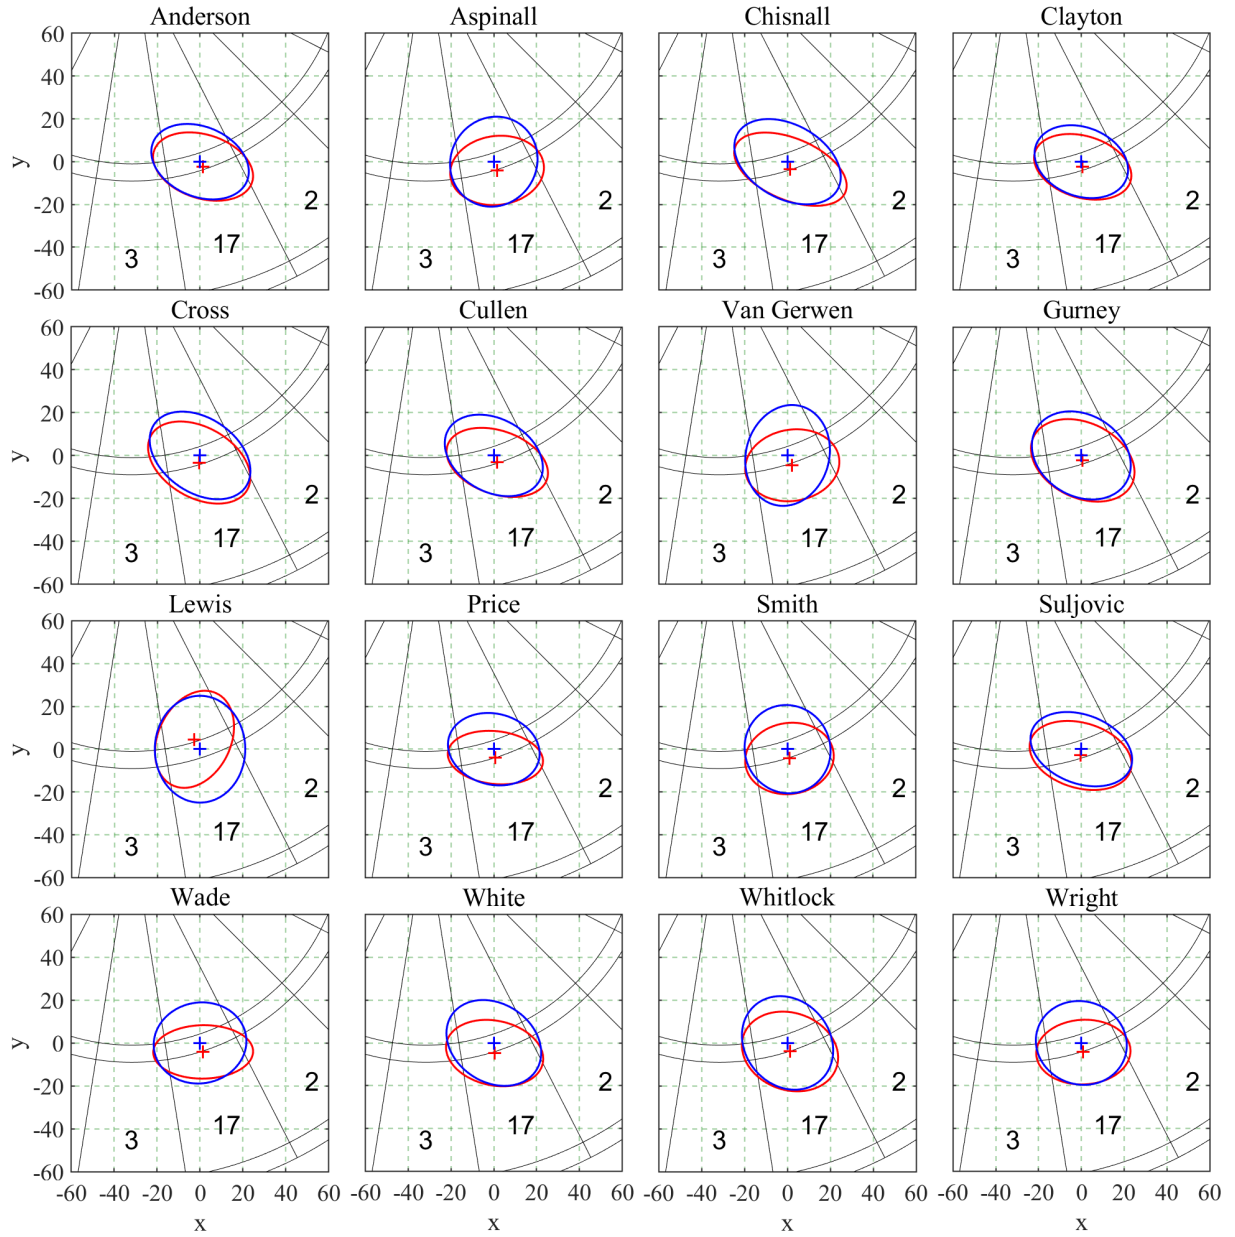 Anderson Aspinall Chisnall Clayton
60
40
20
y 0
-20 2 2 2 2
-40 3 17 3 17 3 17 3 17
-60
Cross Cullen Van Gerwen Gurney
60
40
20
y 0
-20 2 2 2 2
-40 3 17 3 17 3 17 3 17
-60
Lewis Price Smith Suljovic
60
40
20
y 0
-20 2 2 2 2
-40 3 17 3 17 3 17 3 17
-60
Wade White Whitlock Wright
60
40
20
y 0
-20 2 2 2 2
-40 3 17 3 17 3 17 3 17
-60
-60 -40 -20 0 20 40 60 -60 -40 -20 0 20 40 60 -60 -40 -20 0 20 40 60 -60 -40 -20 0 20 40 60
x x x x